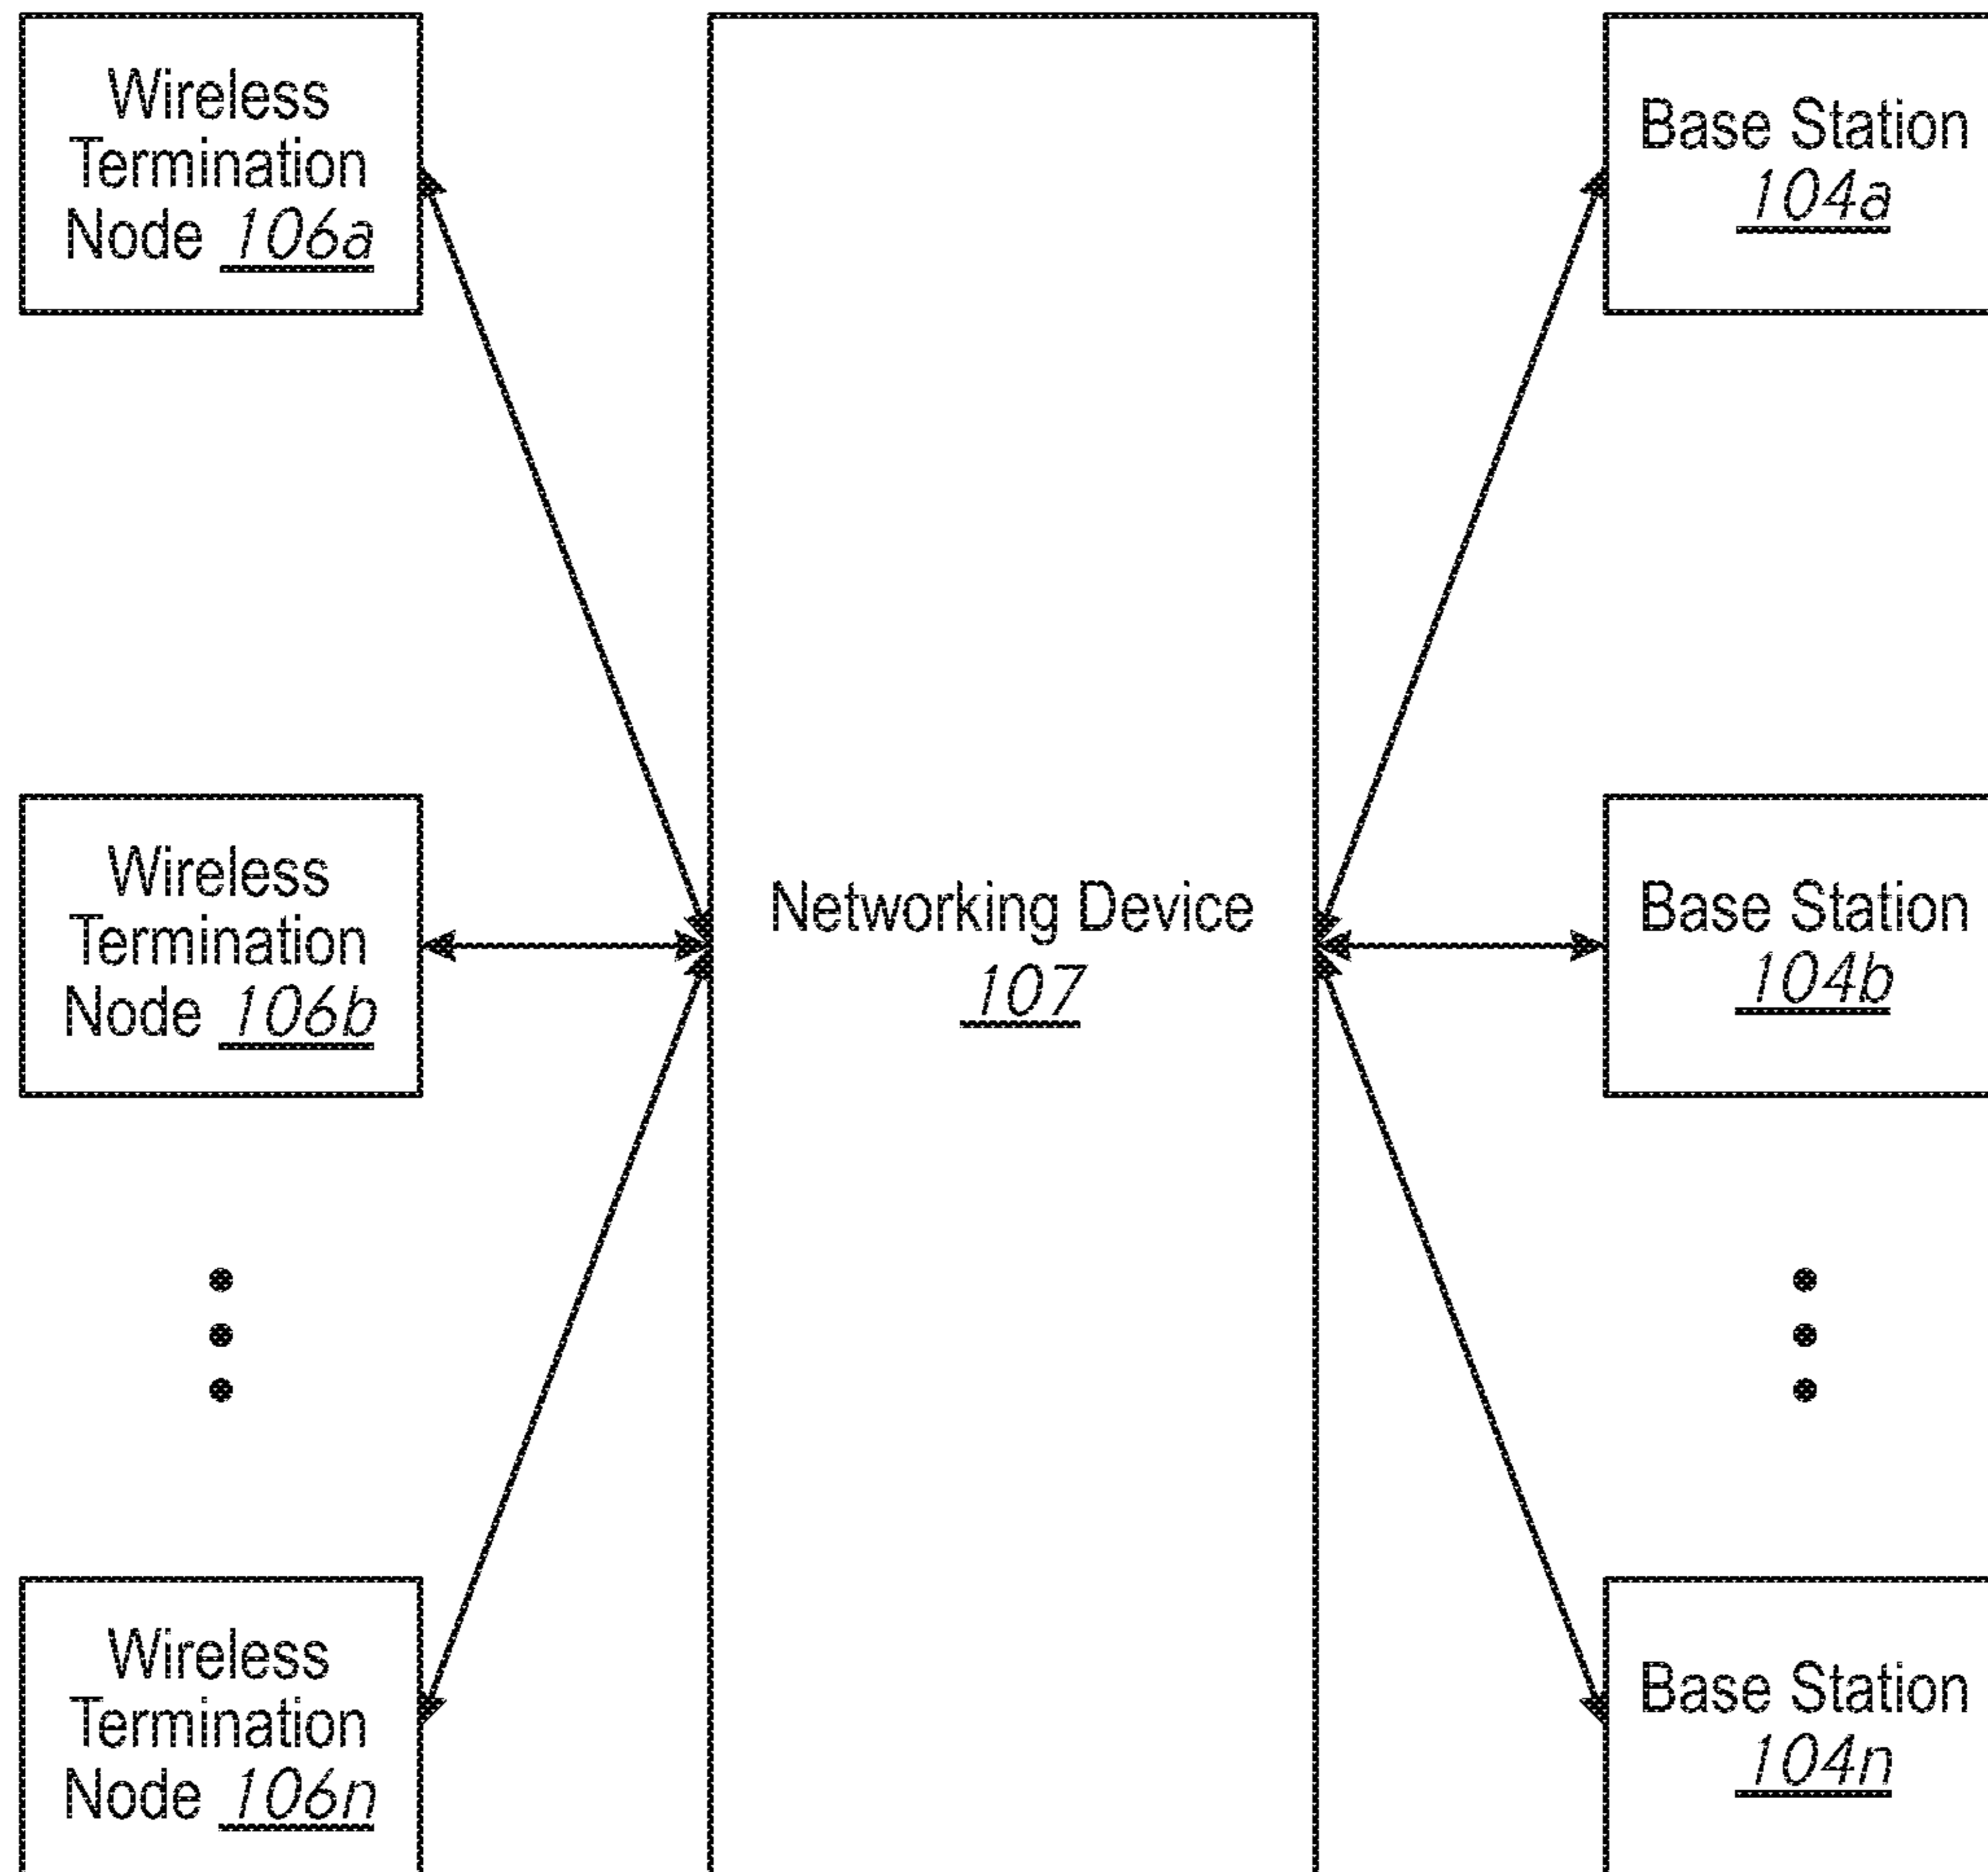 Wireless
Termination
Node 106a
Base Station
104a
Wireless
Termination
Node 106b
Networking Device
107
Base Station
104b
Wireless
Termination
Node 106n
Base Station
104n